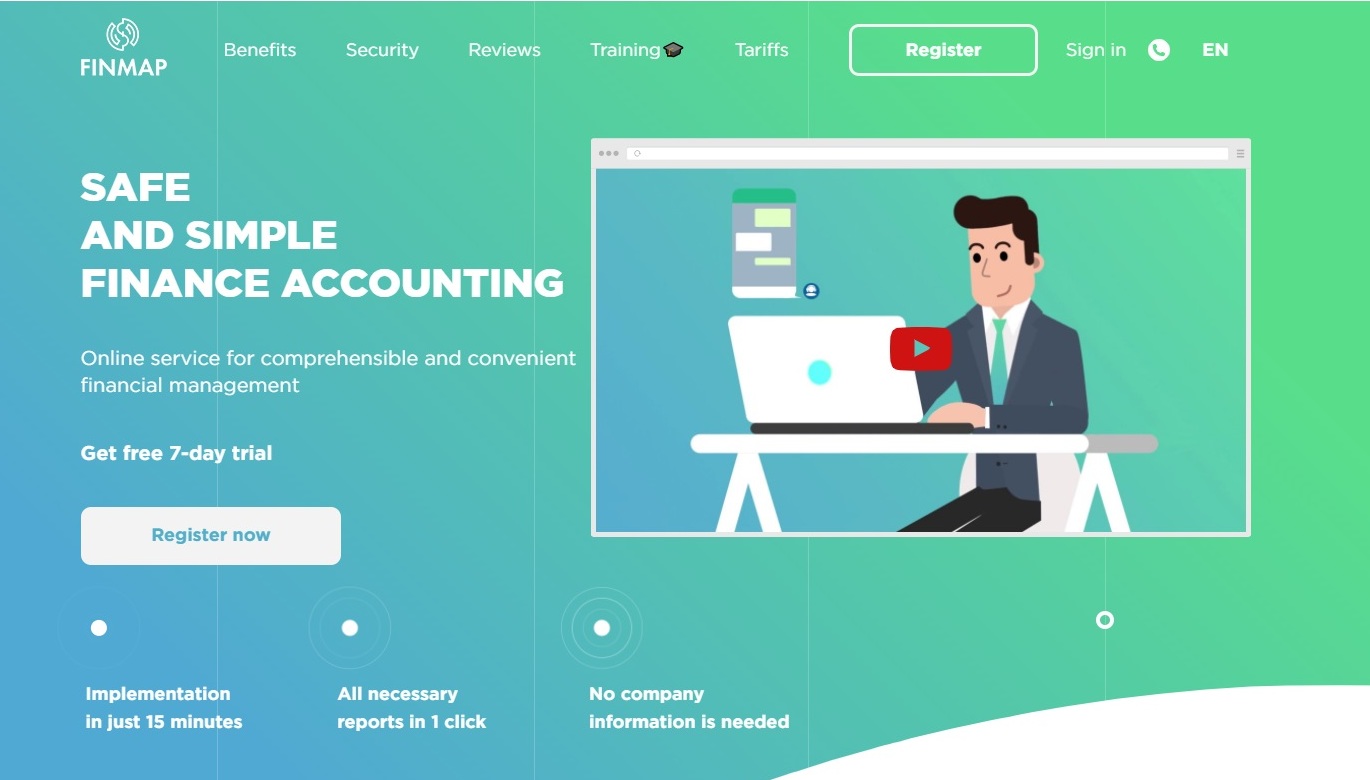 FINMAP
Benefits
Security
Reviews
Training
Tariffs
Register
Sign in
EN
SAFE
AND SIMPLE
FINANCE ACCOUNTING
Online service for comprehensible and convenient
financial management
Get free 7-day trial
Register now
Implementation
in just 15 minutes
All necessary
reports in 1 click
No company
information is needed